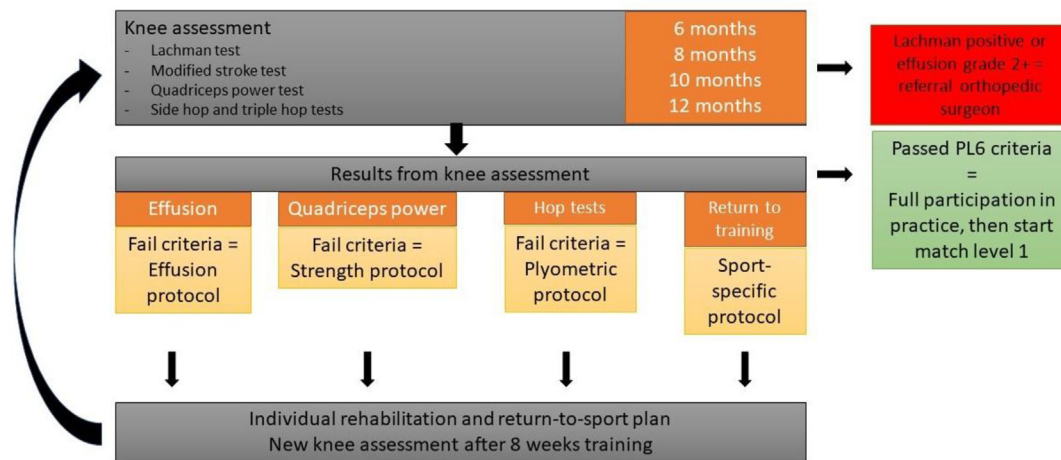 Knee assessment
- Lachman test
- Modified stroke test
- Quadriceps power test
- Side hop and triple hop tests
6 months
8 months
10 months
12 months
Lachman positive or
effusion grade 2+ =
referral orthopedic
surgeon
Results from knee assessment
Passed PL6 criteria
=
Full participation in
practice, then start
match level 1
Effusion
Fail criteria =
Effusion
protocol
Quadriceps power
Fail criteria =
Strength protocol
Hop tests
Fail criteria =
Plyometric
protocol
Return to
training
Sport-
specific
protocol
Individual rehabilitation and return-to-sport plan
New knee assessment after 8 weeks training